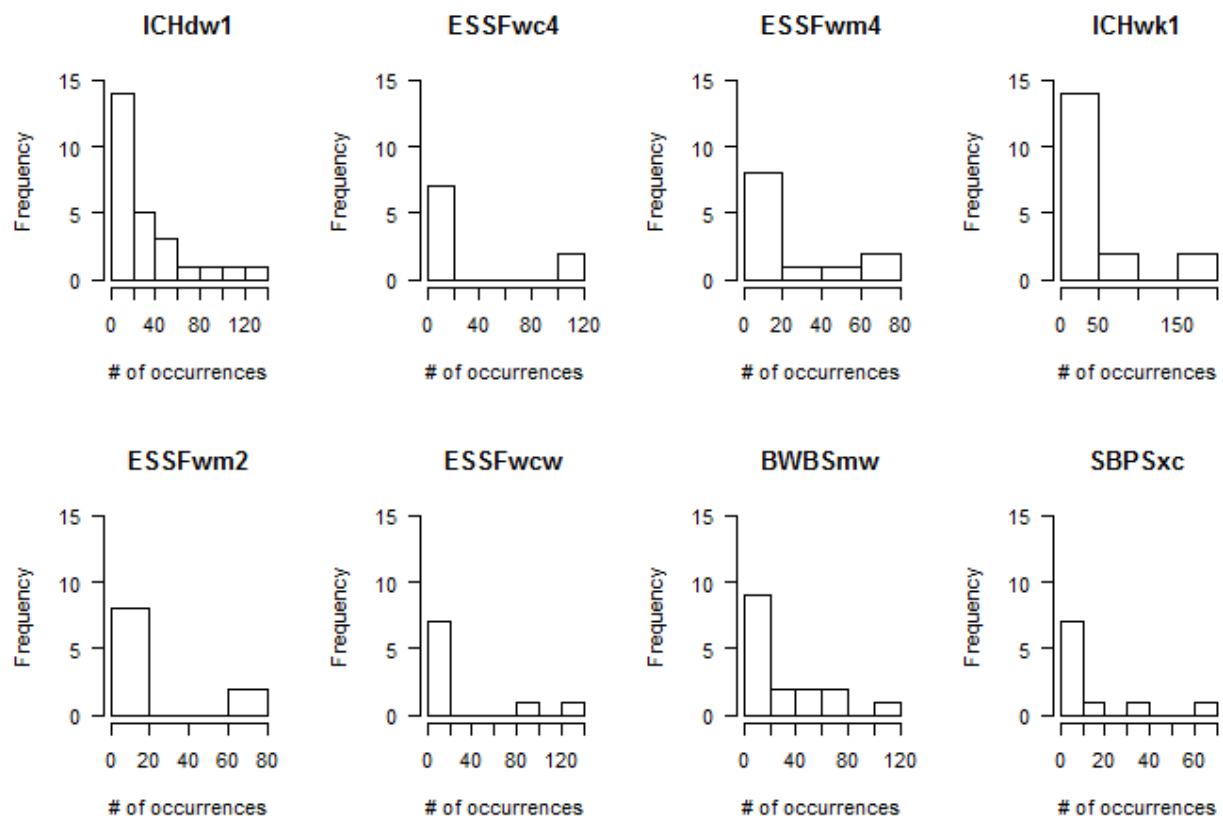 ICHdw1 ESSFwc4 ESSFwm4 ICHwk1
Frequency Frequency Frequency Frequency
15 15 15 15
10 10 10 10
5 5 5 5
0 0 0 0
0 40 80 120 0 40 80 120 0 20 40 60 80 0 50 150
# of occurrences # of occurrences # of occurrences # of occurrences
ESSFwm2 ESSFwcw BWBSmw SBPSxc
Frequency Frequency Frequency Frequency
15 15 15 15
10 10 10 10
5 5 5 5
0 0 0 0
0 20 40 60 80 0 40 80 120 0 40 80 120 0 20 40 60
# of occurrences # of occurrences # of occurrences # of occurrences